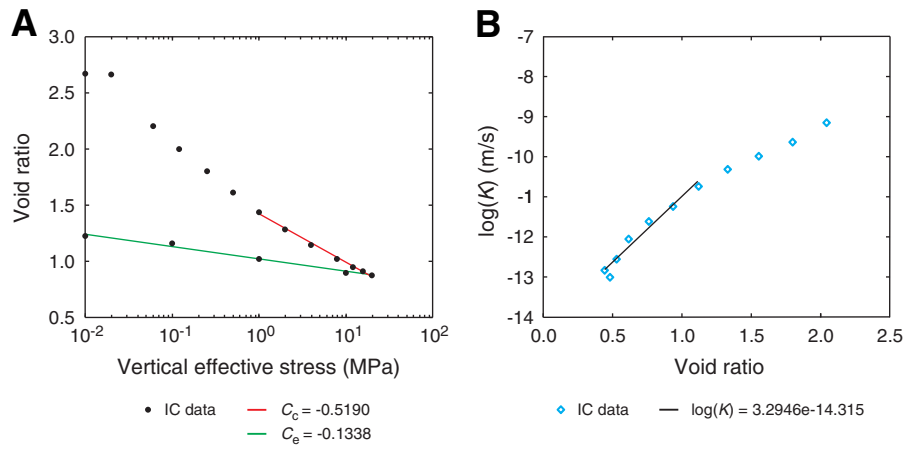 A
3.0
2.5
2.0
1.5
1.0
0.5
Void ratio
10-2
10-1
100
101
102
Vertical effective stress (MPa)
IC data
Cc = -0.5190
Ce = -0.1338
B
-7
-8
-9
-10
-1
-12
-13
-14
log(K) (m/s)
0.0
0.5
1.0
1.5
2.0
2.5
Void ratio
IC data
log(K) = 3.2946e-14.315